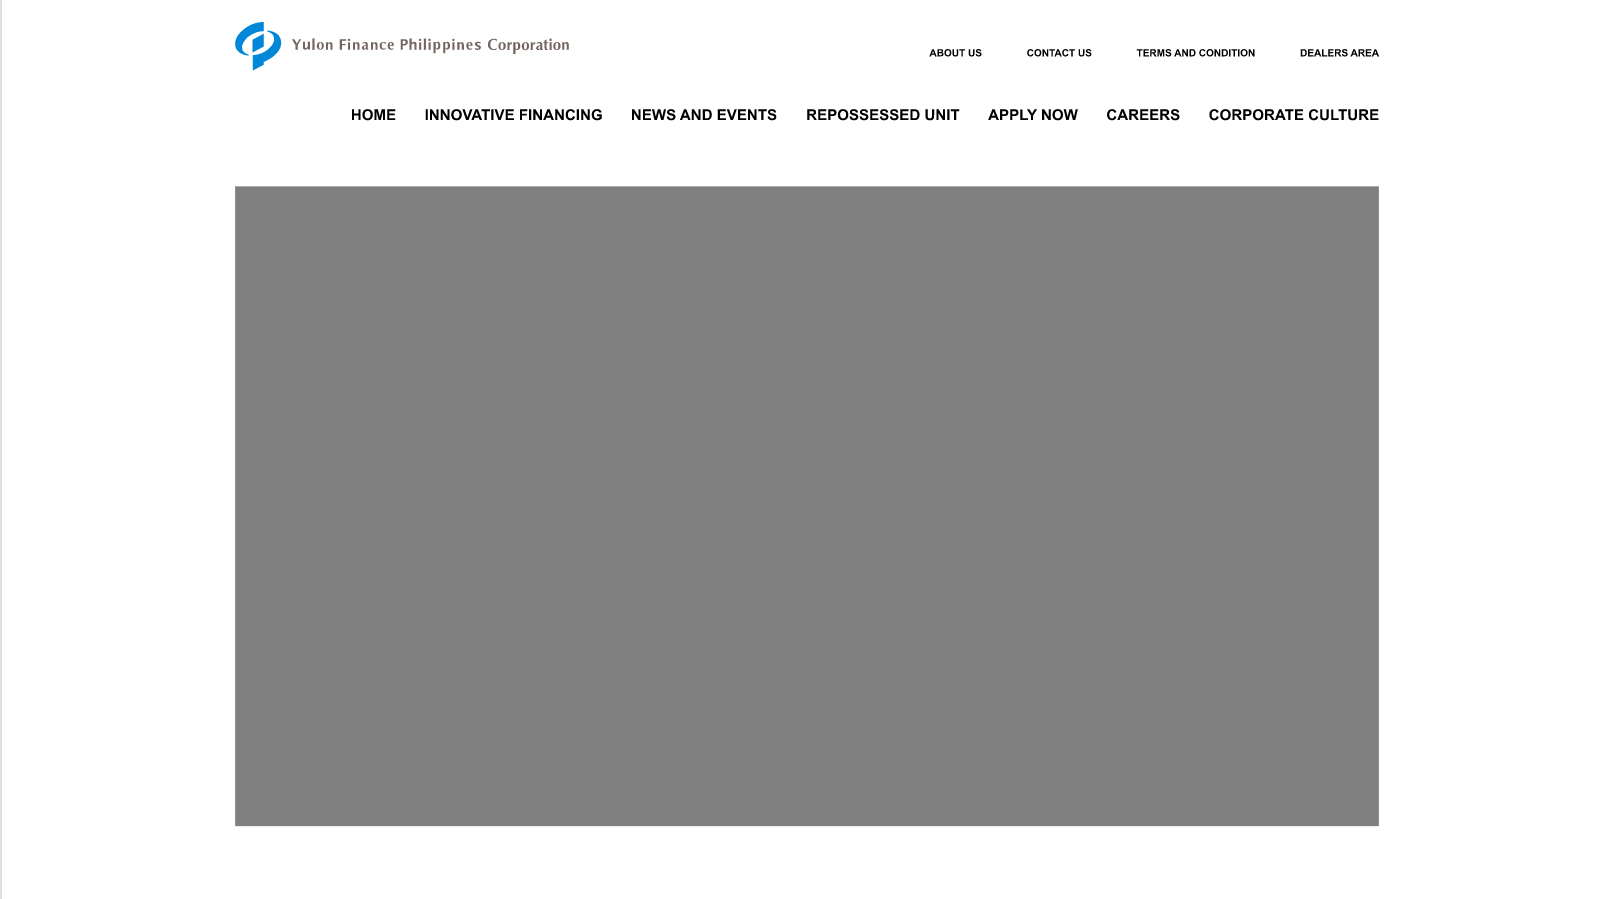 Yulon Finance Philippines Corporation
ABOUT US CONTACT US TERMS AND CONDITION DEALERS AREA
HOME INNOVATIVE FINANCING NEWS AND EVENTS REPOSSESSED UNIT APPLY NOW CAREERS CORPORATE CULTURE